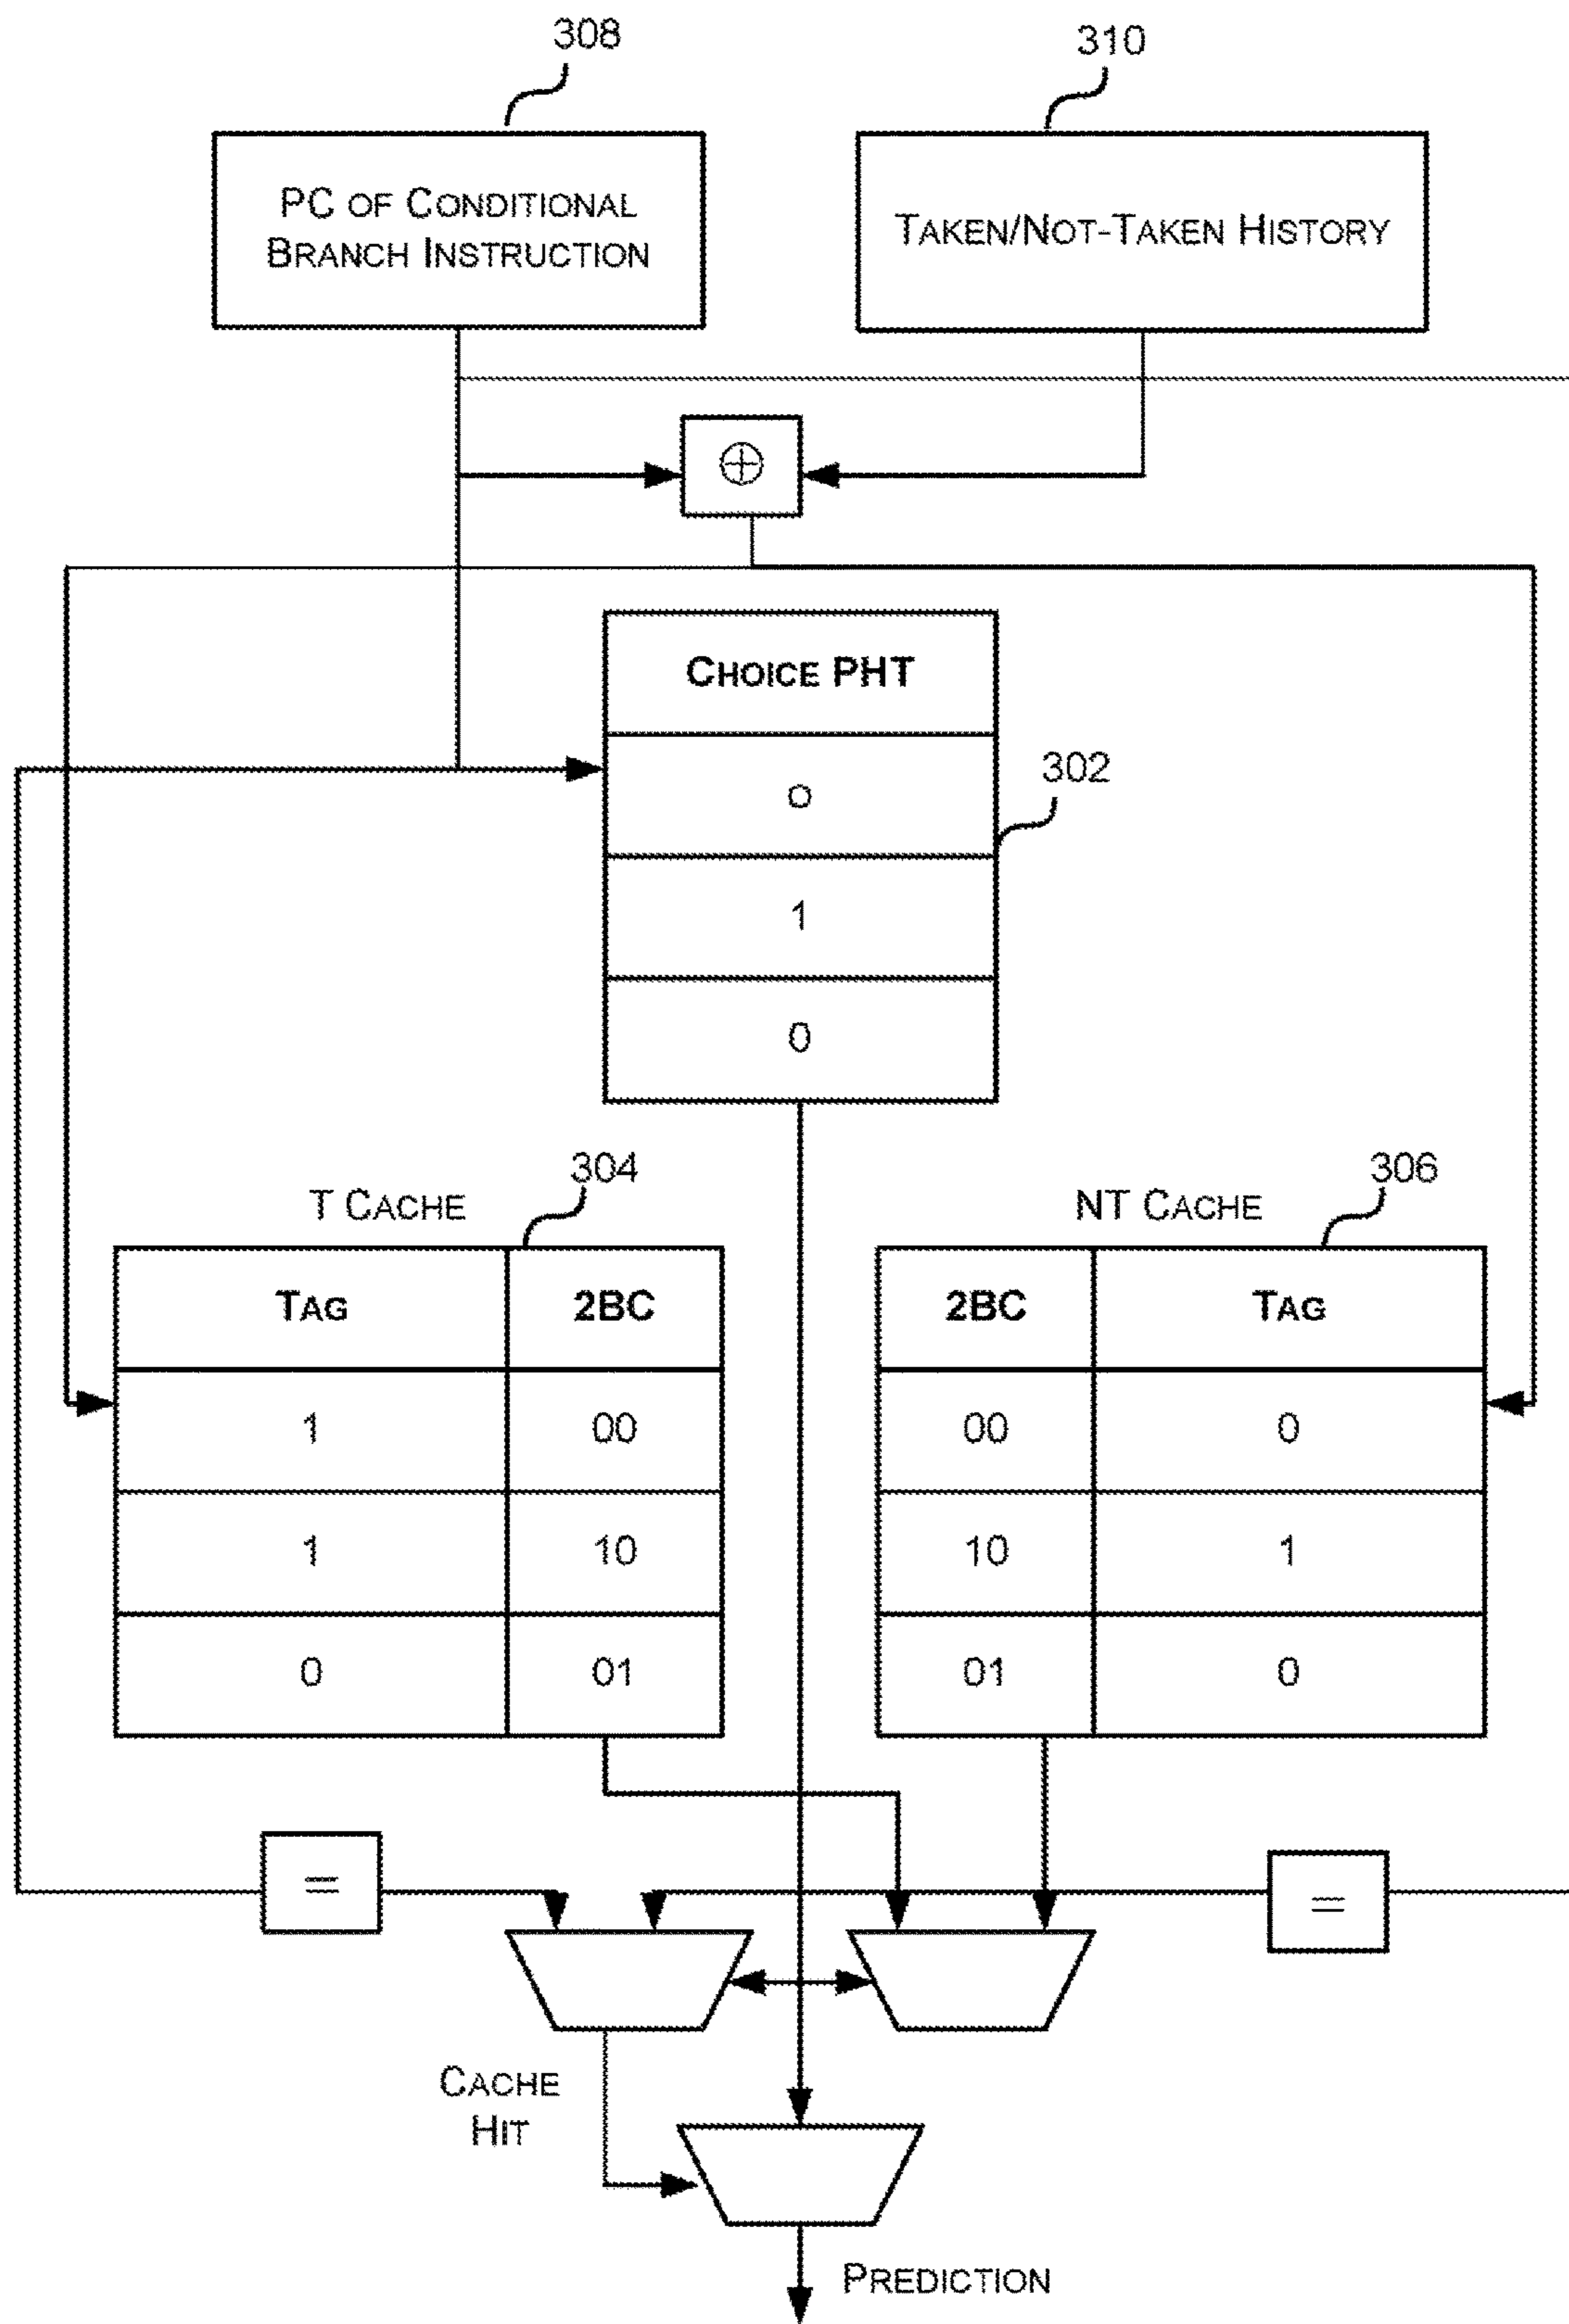 308
310
PC OF CONDITIONAL
BRANCH INSTRUCTION
TAKEN/NOT-TAKEN HISTORY
⊕
CHOICE PHT
302
0
1
0
304
306
T CACHE
NT CACHE
TAG 2BC
2BC TAG
1 00
00 0
1 10
10 1
0 01
01 0
=
=
CACHE
HIT
PREDICTION